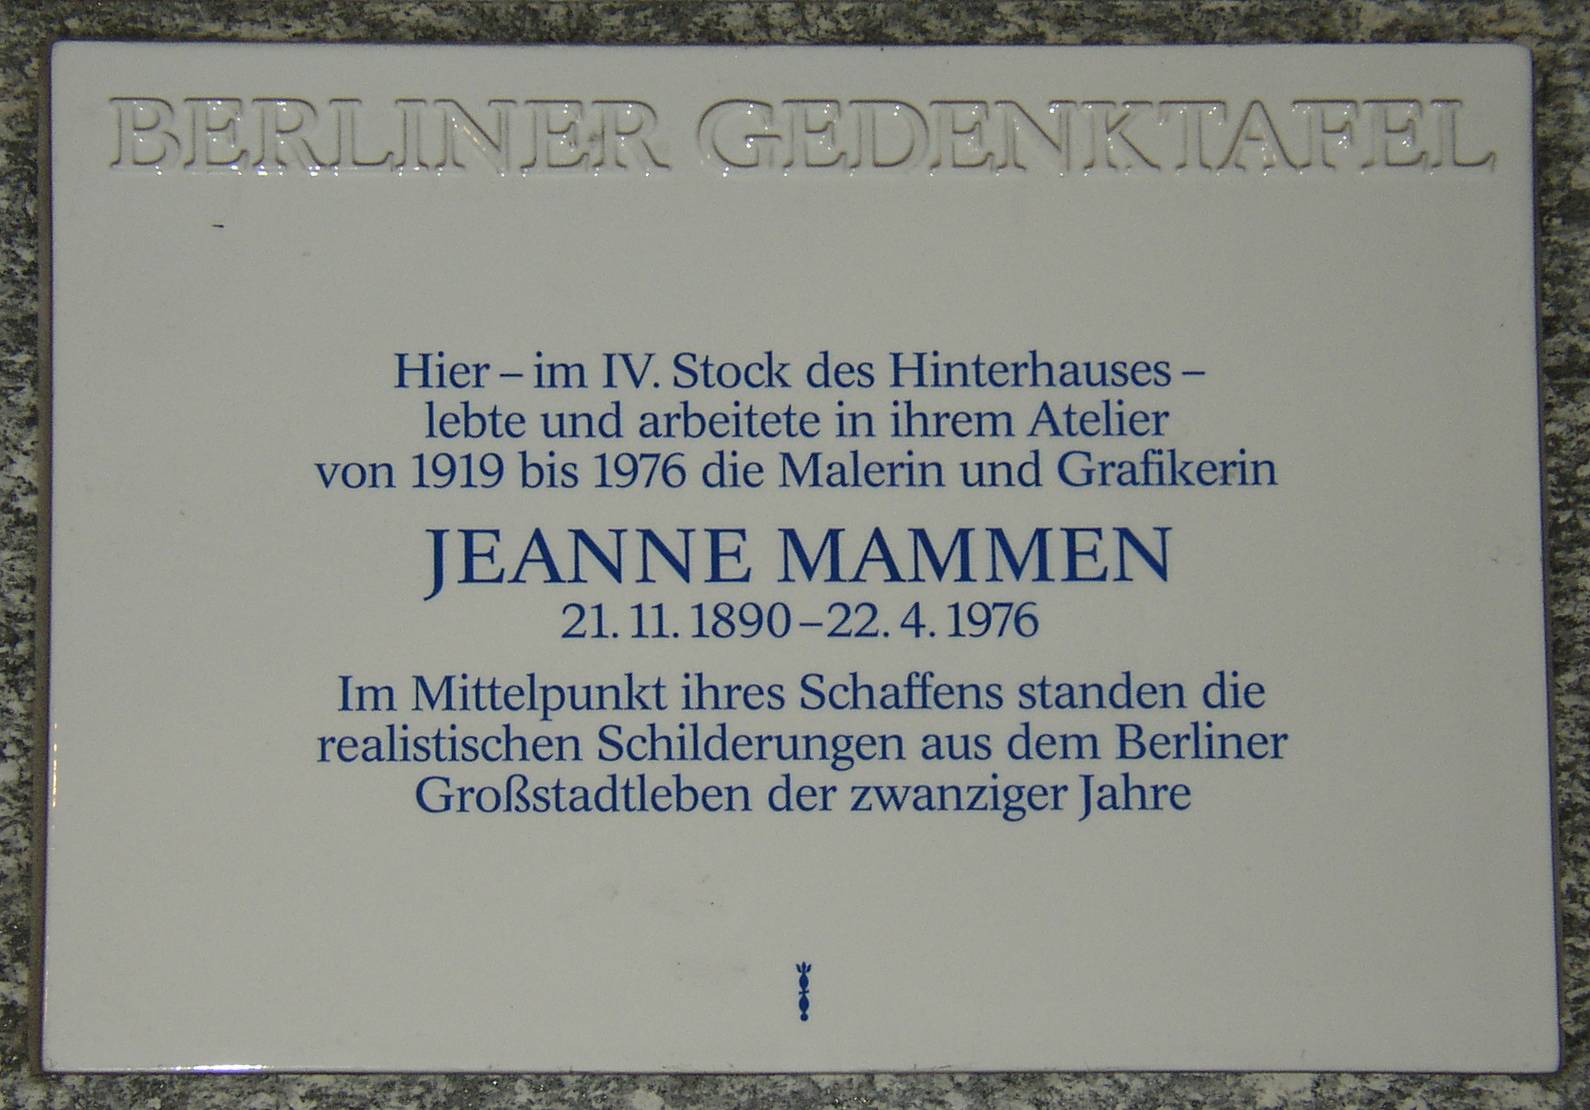 BERLINER GEDENKTAFEL
Hier – im IV. Stock des Hinterhauses –
lebte und arbeitete in ihrem Atelier
von 1919 bis 1976 die Malerin und Grafikerin
JEANNE MAMMEN
21. 11. 1890 – 22. 4. 1976
Im Mittelpunkt ihres Schaffens standen die
realistischen Schilderungen aus dem Berliner
Großstadtleben der zwanziger Jahre